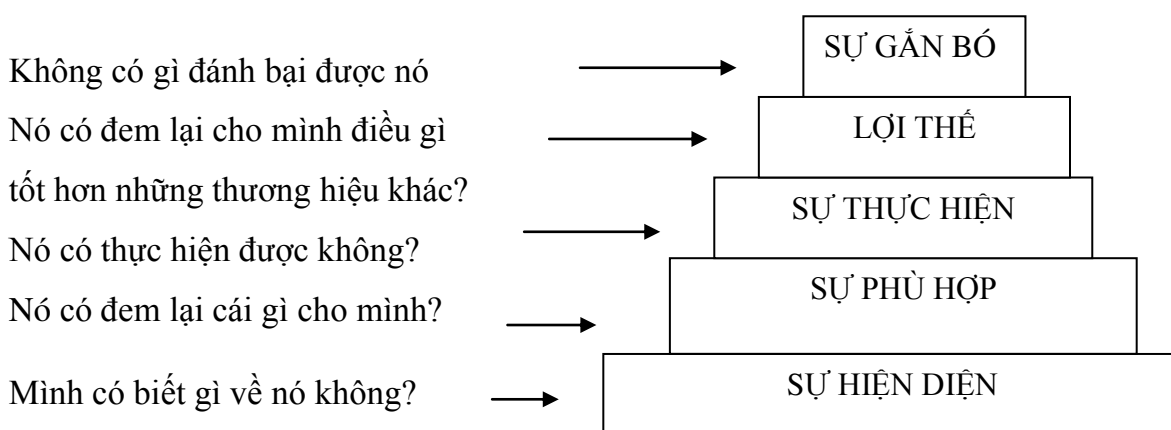 SỰ GẮN BÓ
Không có gì đánh bại được nó
Nó có đem lại cho mình điều gì
LỢI THẾ
tốt hơn những thương hiệu khác?
SỰ THỰC HIỆN
Nó có thực hiện được không?
SỰ PHÙ HỢP
Nó có đem lại cái gì cho mình?
SỰ HIỆN DIỆN
Mình có biết gì về nó không?